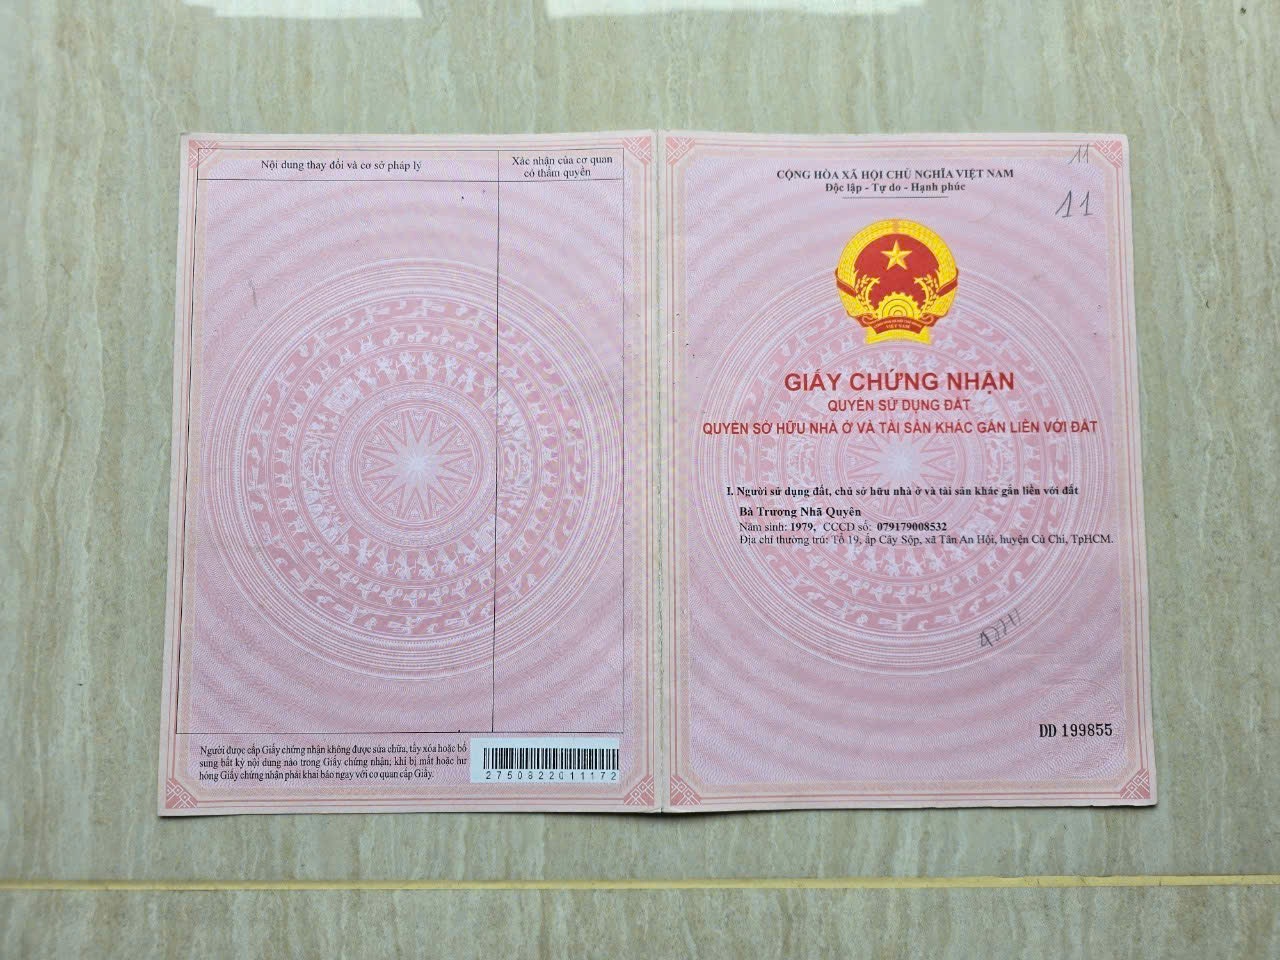 Nội dung thay đổi và cơ sở pháp lý
Xác nhận của cơ quan
có thẩm quyền
Người được cấp Giấy chứng nhận không được sửa chữa, tẩy xóa hoặc bổ
sung bất kỳ nội dung nào trong Giấy chứng nhận; khi bị mất hoặc hư
hỏng Giấy chứng nhận phải khai báo ngay với cơ quan cấp Giấy.
2750822011172
11
CỘNG HÒA XÃ HỘI CHỦ NGHĨA VIỆT NAM
Độc lập - Tự do - Hạnh phúc
11
VIỆT NAM
GIẤY CHỨNG NHẬN
QUYỀN SỬ DỤNG ĐẤT
QUYỀN SỞ HỮU NHÀ Ở VÀ TÀI SẢN KHÁC GẮN LIỀN VỚI ĐẤT
I. Người sử dụng đất, chủ sở hữu nhà ở và tài sản khác gắn liền với đất
Bà Trương Nhã Quyên
Năm sinh: 1979, CCCD số: 079179008532
Địa chỉ thường trú: Tổ 19, ấp Cây Sộp, xã Tân An Hội, huyện Củ Chi, TpHCM.
DD 199855